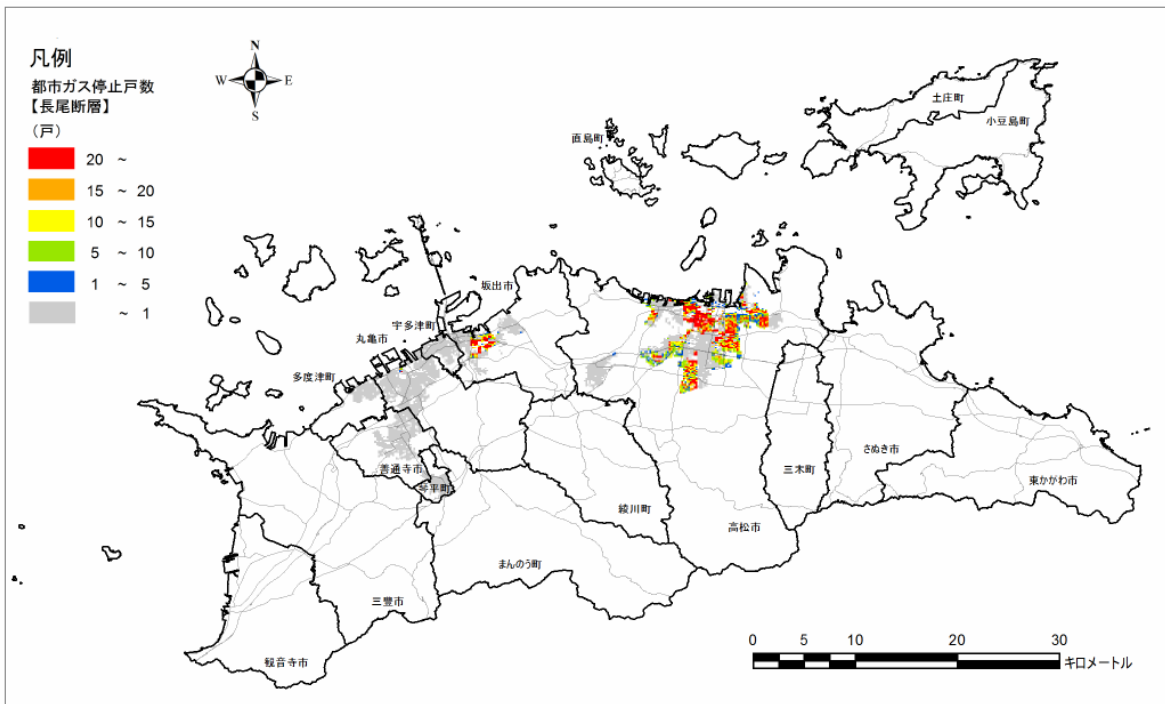 凡例
都市ガス停止戸数
【長尾断層】
(戸)
20 ~
15 ~ 20
10 ~ 15
5 ~ 10
1 ~ 5
~ 1
N
W E
S
土庄町
小豆島町
直島町
坂出市
宇多津町
丸亀市
多度津町
善通寺市
琴平町
さぬき市
三木町
東かがわ市
綾川町
高松市
まんのう町
三豊市
観音寺市
0 5 10 20 30
キロメートル